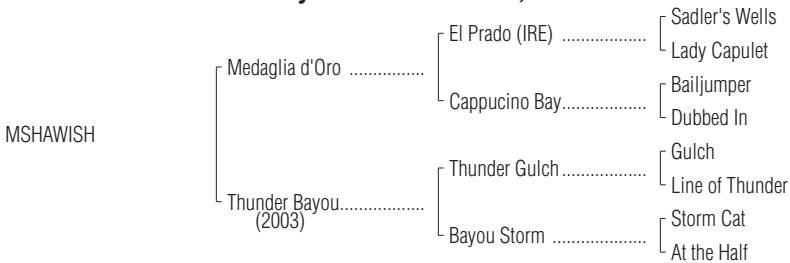 Sadler's Wells
El Prado (IRE) ..................
Lady Capulet
Medaglia d'Oro ................
Bailjumper
Cappucino Bay.................
Dubbed In
MSHAWISH
Gulch
Thunder Gulch.................
Line of Thunder
Thunder Bayou.................
(2003)
Storm Cat
Bayou Storm ...................
At the Half